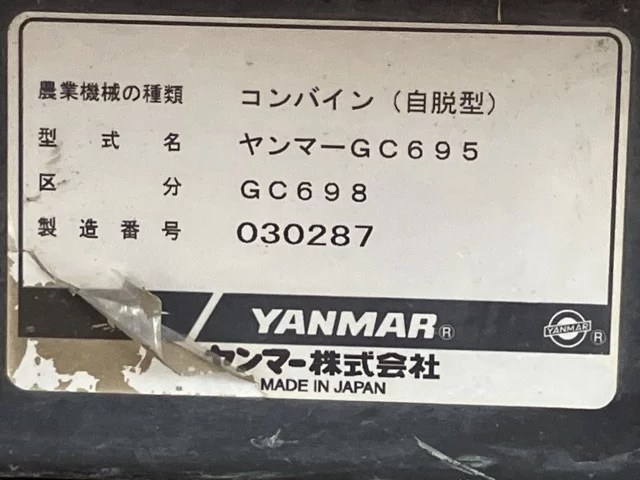 農業機械の種類 コンバイン(自脱型)
型式名 ヤンマーGC695
区分 GC698
製造番号 030287
YANMAR® YANMAR ®
ヤンマー株式会社
MADE IN JAPAN